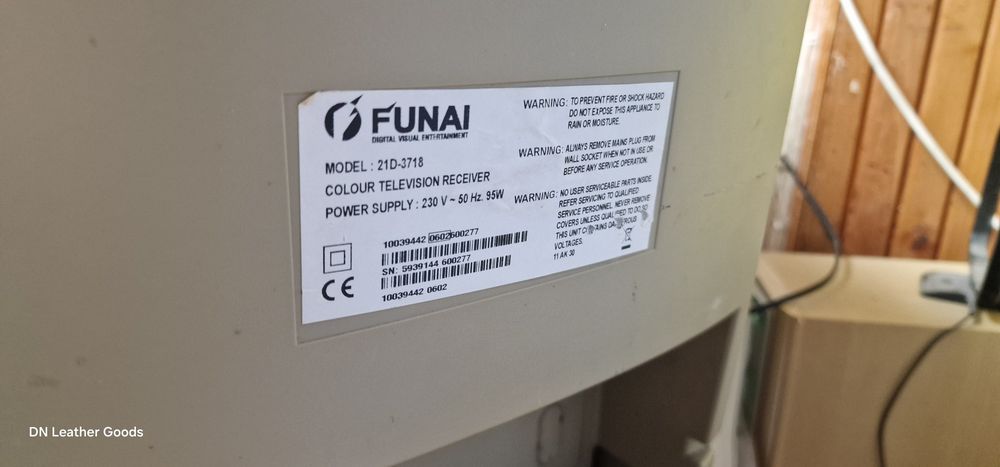 FUNAI
DIGITAL VISUAL ENTERTAINMENT
MODEL : 21D-3718
COLOUR TELEVISION RECEIVER
POWER SUPPLY : 230 V ~ 50 Hz. 95W
10039442 0602600277
SN: 5939144 600277
10039442 0602
CE
WARNING: TO PREVENT FIRE OR SHOCK HAZARD
DO NOT EXPOSE THIS APPLIANCE TO
RAIN OR MOISTURE.
WARNING: ALWAYS REMOVE MAINS PLUG FROM
WALL SOCKET WHEN NOT IN USE OR
BEFORE ANY SERVICE OPERATION.
WARNING: NO USER SERVICEABLE PARTS INSIDE.
REFER SERVICING TO QUALIFIED
SERVICE PERSONNEL. NEVER REMOVE
COVERS UNLESS QUALIFIED TO DO SO
THIS UNIT CONTAINS DANGEROUS
VOLTAGES.
11 AK 30
DN Leather Goods